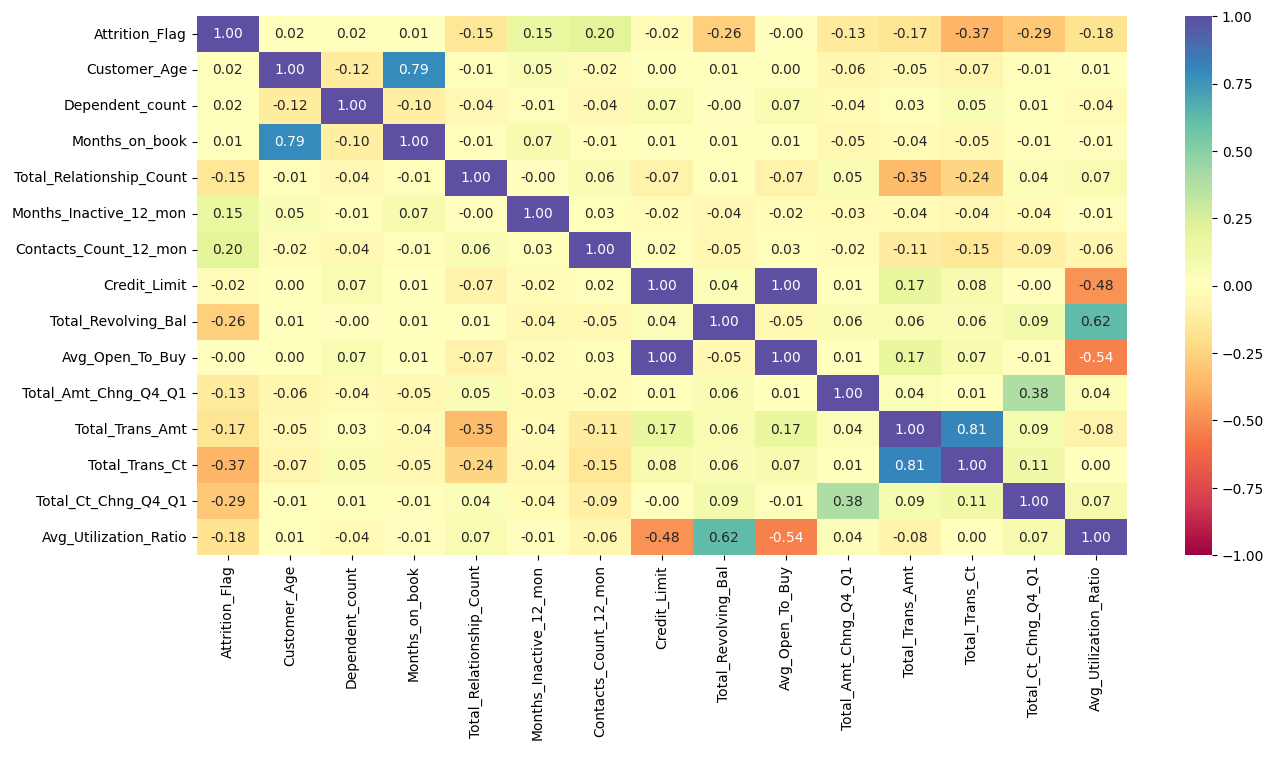 Attrition_Flag 1.00 0.02 0.02 0.01 -0.15 0.15 0.20 -0.02 -0.26 -0.00 -0.13 -0.17 -0.37 -0.29 -0.18
Customer_Age 0.02 1.00 -0.12 0.79 -0.01 0.05 -0.02 0.00 0.01 0.00 -0.06 -0.05 -0.07 -0.01 0.01
Dependent_count 0.02 -0.12 1.00 -0.10 -0.04 -0.01 -0.04 0.07 -0.00 0.07 -0.04 0.03 0.05 0.01 -0.04
Months_on_book 0.01 0.79 -0.10 1.00 -0.01 0.07 -0.01 0.01 0.01 0.01 -0.05 -0.04 -0.05 -0.01 -0.01
Total_Relationship_Count -0.15 -0.01 -0.04 -0.01 1.00 -0.00 0.06 -0.07 0.01 -0.07 0.05 -0.35 -0.24 0.04 0.07
Months_Inactive_12_mon 0.15 0.05 -0.01 0.07 -0.00 1.00 0.03 -0.02 -0.04 -0.02 -0.03 -0.04 -0.04 -0.04 -0.01
Contacts_Count_12_mon 0.20 -0.02 -0.04 -0.01 0.06 0.03 1.00 0.02 -0.05 0.03 -0.02 -0.11 -0.15 -0.09 -0.06
Credit_Limit -0.02 0.00 0.07 0.01 -0.07 -0.02 0.02 1.00 0.04 1.00 0.01 0.17 0.08 -0.00 -0.48
Total_Revolving_Bal -0.26 0.01 -0.00 0.01 0.01 -0.04 -0.05 0.04 1.00 -0.05 0.06 0.06 0.06 0.09 0.62
Avg_Open_To_Buy -0.00 0.00 0.07 0.01 -0.07 -0.02 0.03 1.00 -0.05 1.00 0.01 0.17 0.07 -0.01 -0.54
Total_Amt_Chng_Q4_Q1 -0.13 -0.06 -0.04 -0.05 0.05 -0.03 -0.02 0.01 0.06 0.01 1.00 0.04 0.01 0.38 0.04
Total_Trans_Amt -0.17 -0.05 0.03 -0.04 -0.35 -0.04 -0.11 0.17 0.06 0.17 0.04 1.00 0.81 0.09 -0.08
Total_Trans_Ct -0.37 -0.07 0.05 -0.05 -0.24 -0.04 -0.15 0.08 0.06 0.07 0.01 0.81 1.00 0.11 0.00
Total_Ct_Chng_Q4_Q1 -0.29 -0.01 0.01 -0.01 0.04 -0.04 -0.09 -0.00 0.09 -0.01 0.38 0.09 0.11 1.00 0.07
Avg_Utilization_Ratio -0.18 0.01 -0.04 -0.01 0.07 -0.01 -0.06 -0.48 0.62 -0.54 0.04 -0.08 0.00 0.07 1.00
Attrition_Flag
Customer_Age
Dependent_count
Months_on_book
Total_Relationship_Count
Months_Inactive_12_mon
Contacts_Count_12_mon
Credit_Limit
Total_Revolving_Bal
Avg_Open_To_Buy
Total_Amt_Chng_Q4_Q1
Total_Trans_Amt
Total_Trans_Ct
Total_Ct_Chng_Q4_Q1
Avg_Utilization_Ratio
1.00
0.75
0.50
0.25
0.00
-0.25
-0.50
-0.75
-1.00